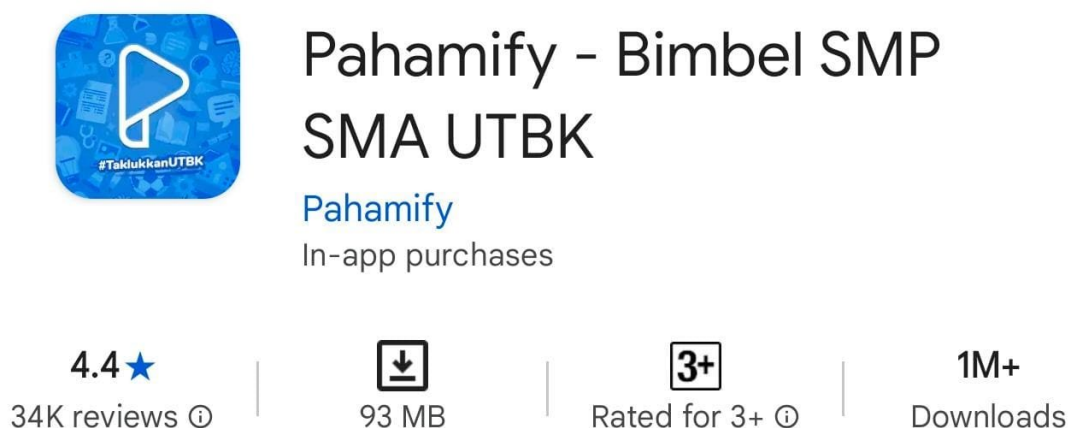 #TaklukkanUTBK
Pahamify - Bimbel SMP
SMA UTBK
Pahamify
In-app purchases
4.4★
34K reviews
93 MB
3+
Rated for 3+
1M+
Downloads